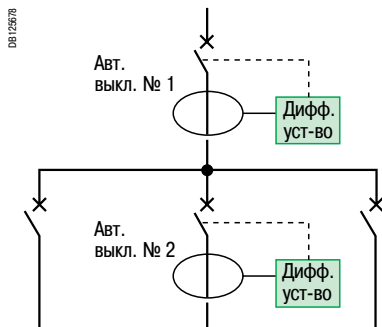 DB125678
Авт.
выкл. № 1
Дифф.
уст-во
Авт.
выкл. № 2
Дифф.
уст-во